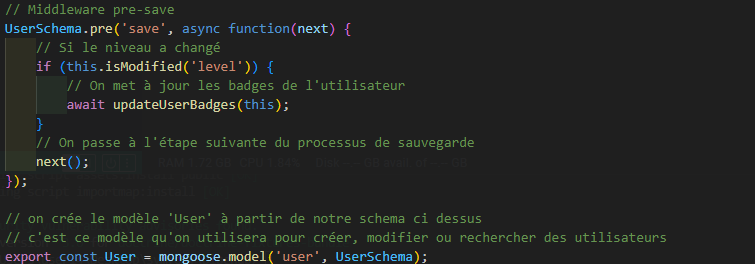 // Middleware pre-save
UserSchema.pre('save', async function(next) {
// Si le niveau a changé
if (this.isModified('level')) {
// On met à jour les badges de l'utilisateur
await updateUserBadges(this);
}
// On passe à l'étape suivante du processus de sauvegarde
next();
});
// on crée le modèle 'User' à partir de notre schema ci dessus
// c'est ce modèle qu'on utilisera pour créer, modifier ou rechercher des utilisateurs
export const User = mongoose.model('user', UserSchema);